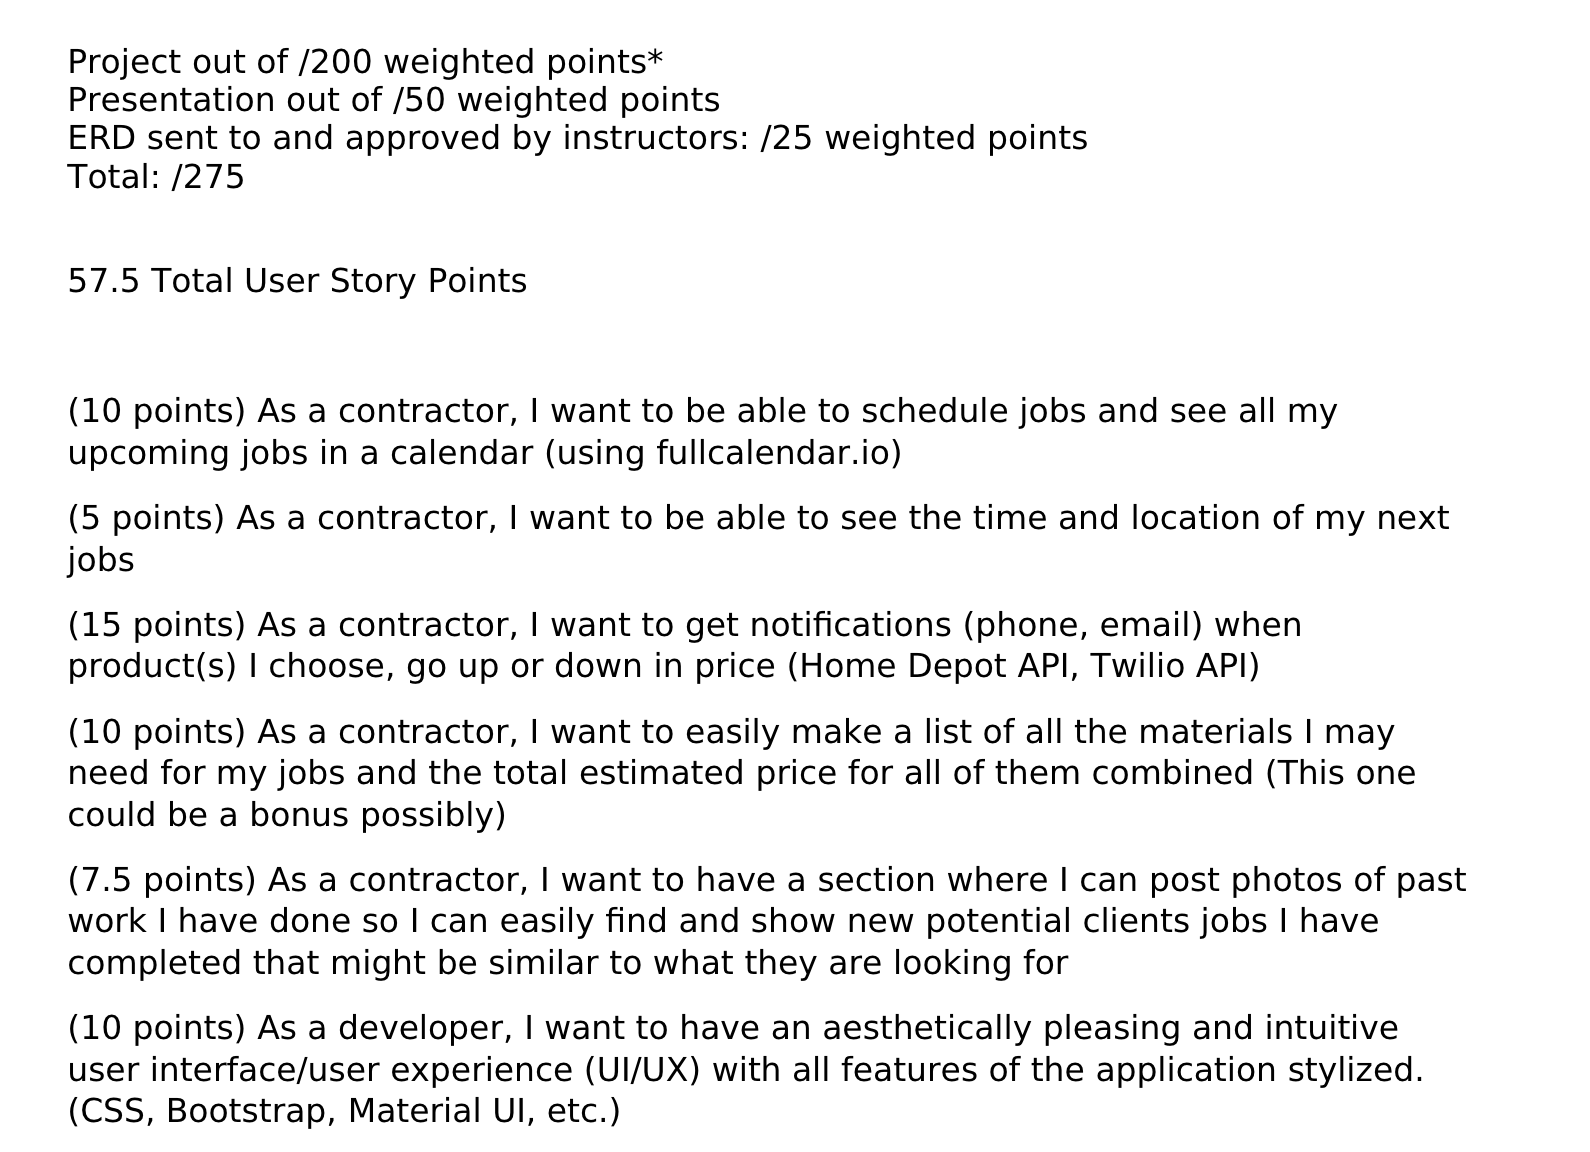 Project out of /200 weighted points*
Presentation out of /50 weighted points
ERD sent to and approved by instructors: /25 weighted points
Total: /275
57.5 Total User Story Points
(10 points) As a contractor, I want to be able to schedule jobs and see all my
upcoming jobs in a calendar (using fullcalendar.io)
(5 points) As a contractor, I want to be able to see the time and location of my next
jobs
(15 points) As a contractor, I want to get notifications (phone, email) when
product(s) I choose, go up or down in price (Home Depot API, Twilio API)
(10 points) As a contractor, I want to easily make a list of all the materials I may
need for my jobs and the total estimated price for all of them combined (This one
could be a bonus possibly)
(7.5 points) As a contractor, I want to have a section where I can post photos of past
work I have done so I can easily find and show new potential clients jobs I have
completed that might be similar to what they are looking for
(10 points) As a developer, I want to have an aesthetically pleasing and intuitive
user interface/user experience (UI/UX) with all features of the application stylized.
(CSS, Bootstrap, Material UI, etc.)